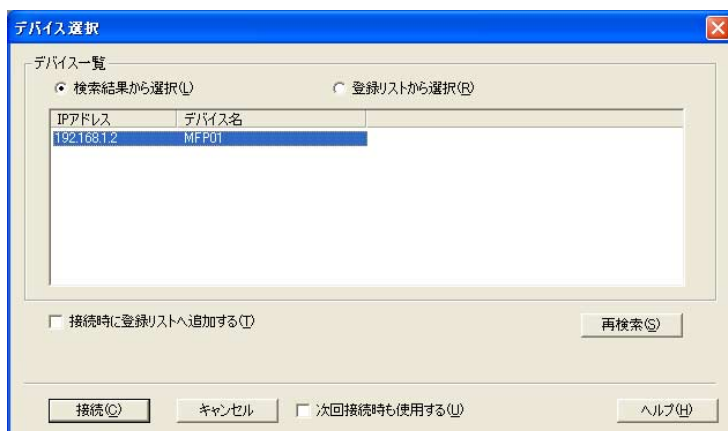 デバイス選択
デバイス一覧
検索結果から選択(L) 登録リストから選択(R)
IPアドレス デバイス名
192.168.1.2 MFP01
接続時に登録リストへ追加する(T) 再検索(S)
接続(C) キャンセル 次回接続時も使用する(U) ヘルプ(H)